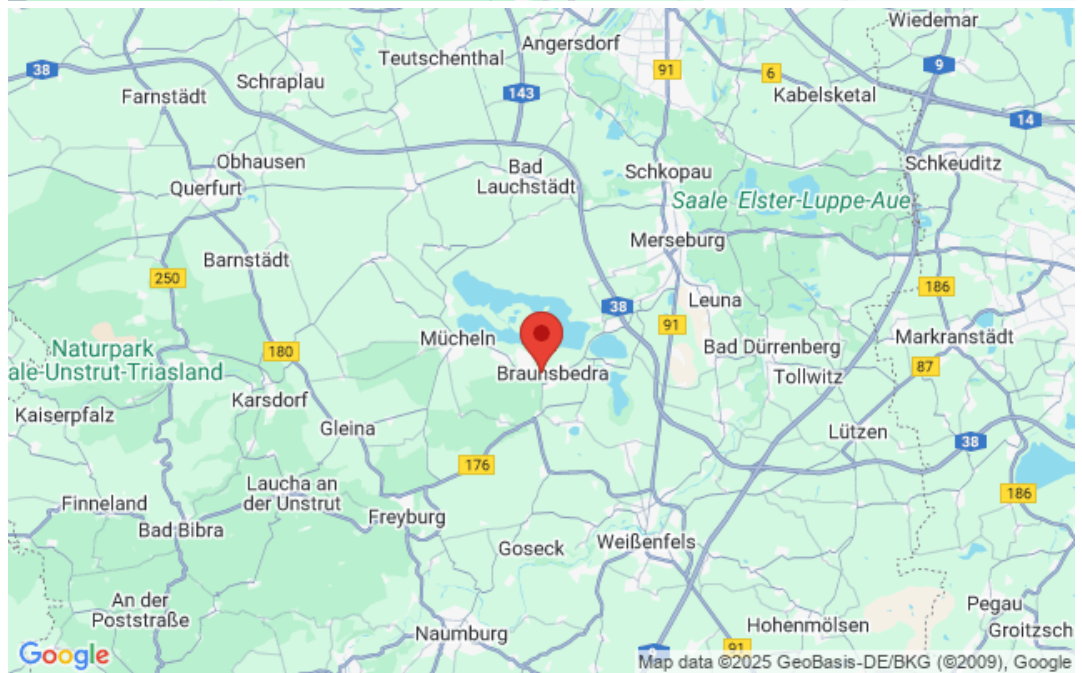 Wiedemar
Angersdorf
Teutschenthal
38
91
6
9
Schraplau
143
Kabelsketal
Farnstädt
14
Obhausen
Bad
Lauchstädt
Schkopau
Schkeuditz
Querfurt
Saale Elster-Luppe-Aue
Merseburg
Barnstädt
250
186
Leuna
38
91
Mücheln
Markranstädt
Naturpark
ale-Unstrut-Triasland
180
Bad Dürrenberg
87
Braunsbedra
Tollwitz
Karsdorf
Kaiserpfalz
Gleina
Lützen
38
176
Laucha an
der Unstrut
186
Finneland
Freyburg
Bad Bibra
Goseck
Weißenfels
An der
Poststraße
Pegau
Hohenmölsen
Groitzsch
Naumburg
91
Google
Map data ©2025 GeoBasis-DE/BKG (©2009), Google